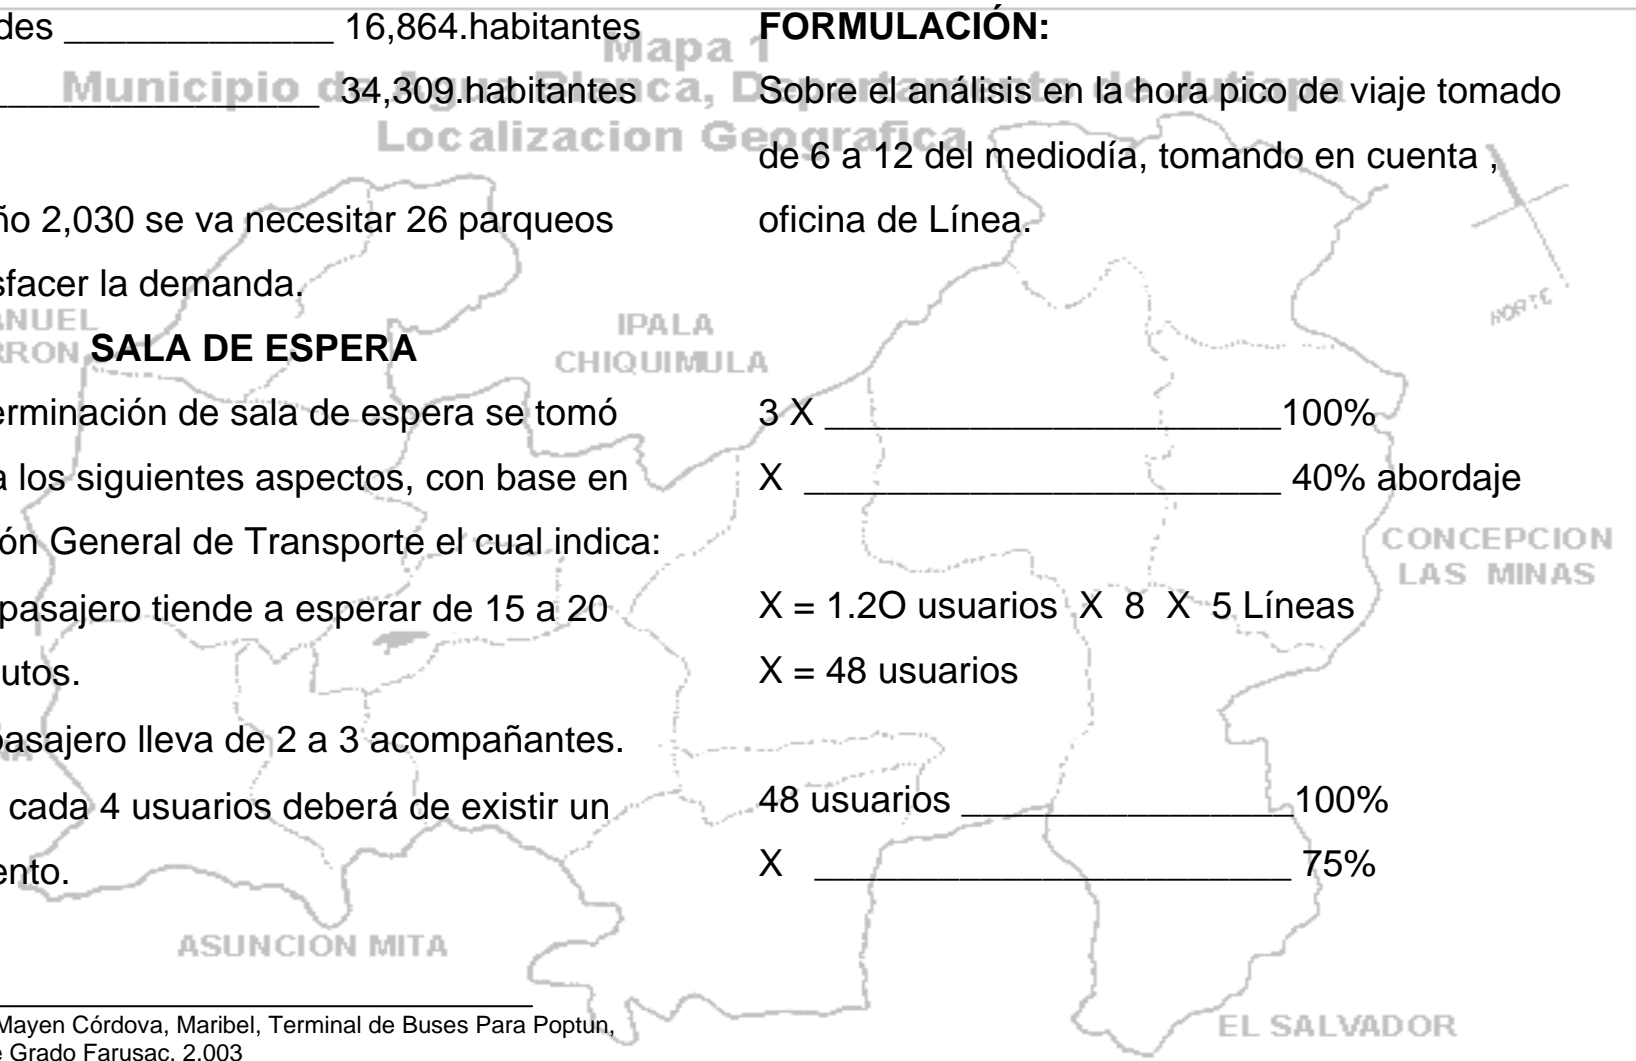 des _____________ 16,864.habitantes
________________ 34,309.habitantes
ño 2,030 se va necesitar 26 parqueos
sfacer la demanda.
SALA DE ESPERA
erminación de sala de espera se tomó
a los siguientes aspectos, con base en
ón General de Transporte el cual indica:
pasajero tiende a esperar de 15 a 20
utos.
pasajero lleva de 2 a 3 acompañantes.
cada 4 usuarios deberá de existir un
ento.
Mayen Córdova, Maribel, Terminal de Buses Para Poptun,
e Grado Farusac. 2.003
FORMULACIÓN:
Sobre el análisis en la hora pico de viaje tomado
de 6 a 12 del mediodía, tomando en cuenta ,
oficina de Línea.
3 X ______________________100%
X _______________________ 40% abordaje
X = 1.2O usuarios X 8 X 5 Líneas
X = 48 usuarios
48 usuarios ________________100%
X _______________________ 75%
Mapa 1
Municipio de Agua Blanca, Departamento de Jutiapa
Localizacion Geografica
NORTE
ANUEL
RRON
IPALA
CHIQUIMULA
CONCEPCION
LAS MINAS
ASUNCION MITA
EL SALVADOR